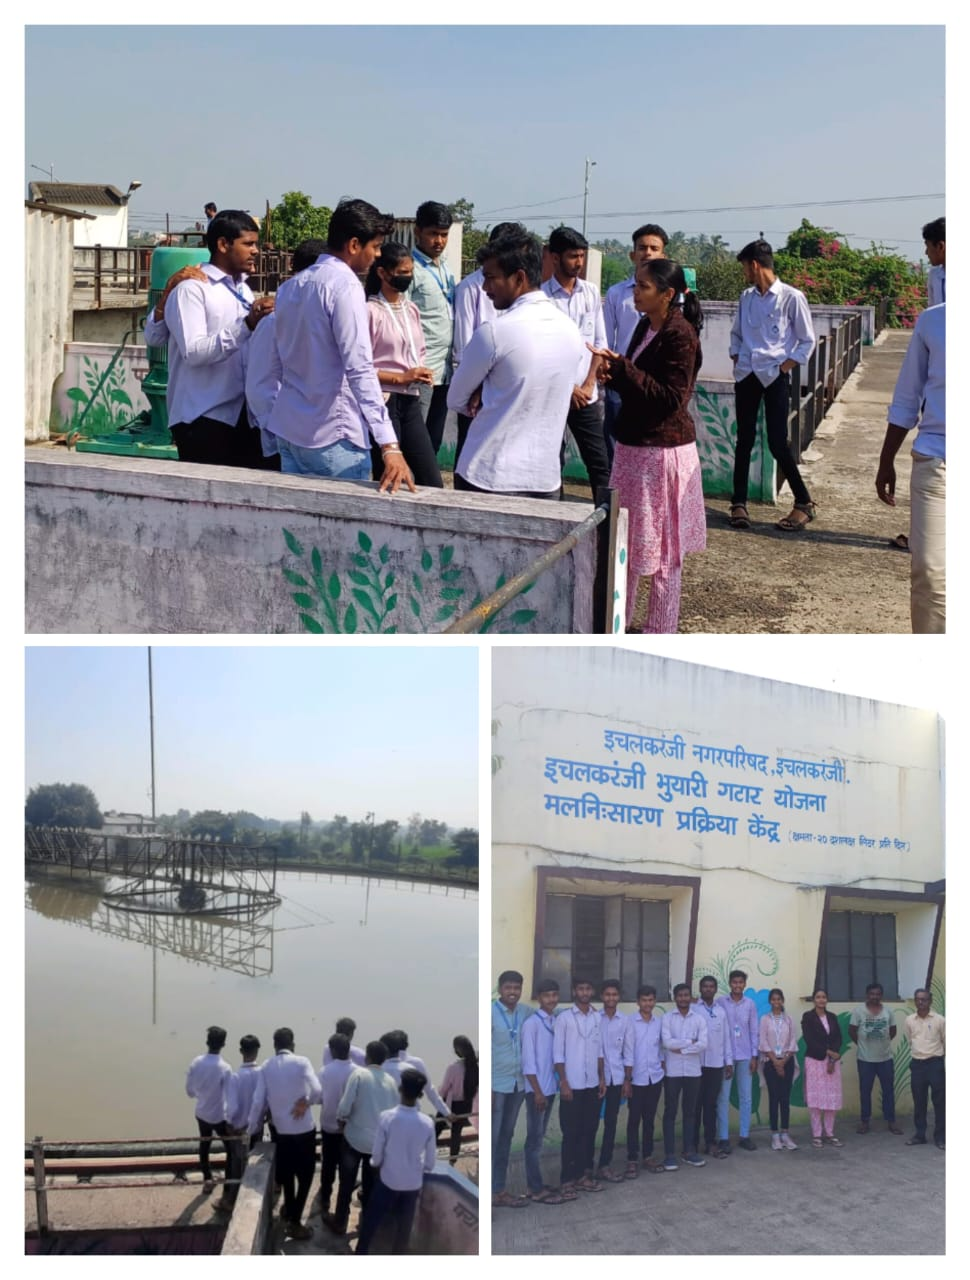 इचलकरंजी नगरपरिषद, इचलकरंजी.
इचलकरंजी भुयारी गटार योजना
मलनिःसारण प्रक्रिया केंद्र (क्षमता-२० दशलक्ष लिटर प्रति दिन)